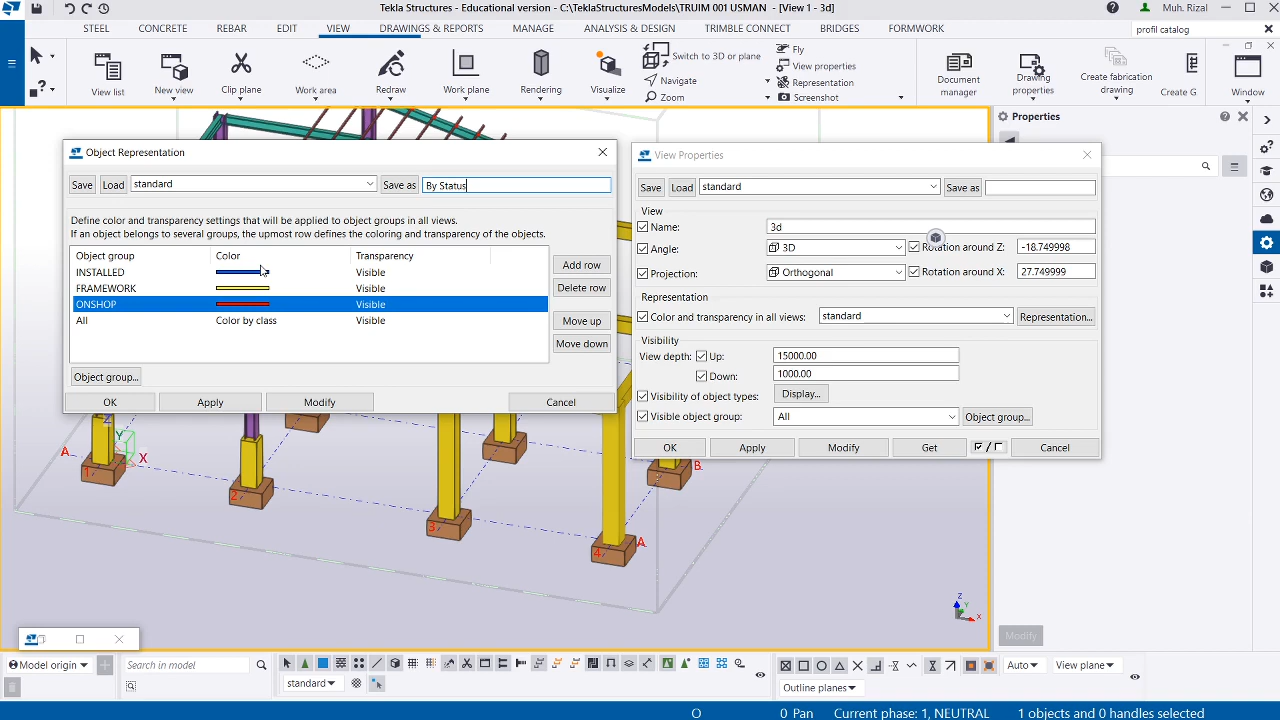 Tekla Structures - Educational version - C:\TeklaStructuresModels\TRUINDO USMAN - [View 1 - 3d]
Muh. Rizal
STEEL CONCRETE REBAR EDIT VIEW DRAWINGS & REPORTS MANAGE ANALYSIS & DESIGN TRIMBLE CONNECT BRIDGES FORMWORK
profil catalog
View list
New view
Clip plane
Work area
Redraw
Switch to 3D or plane
Navigate
Zoom
Work plane
Rendering
Visualize
Fly
View properties
Representation
Screenshot
Document manager
Drawing properties
Create fabrication drawing
Create G
Window
Properties
Object Representation
Save Load standard Save as By Status
Define color and transparency settings that will be applied to object groups in all views.
If an object belongs to several groups, the upmost row defines the coloring and transparency of the objects.
Object group Color Transparency
INSTALLED Visible
FRAMEWORK Visible
ONSHOP Visible
All Color by class Visible
Add row
Delete row
Move up
Move down
Object group...
OK Apply Modify Cancel
View Properties
Save Load standard Save as
View
Name: 3d
Angle: 3D Rotation around Z: -18.749998
Projection: Orthogonal Rotation around X: 27.749999
Representation
Color and transparency in all views: standard Representation...
Visibility
View depth: Up: 15000.00
Down: 1000.00
Visibility of object types: Display...
Visible object group: All Object group...
OK Apply Modify Get Cancel
Z
Y
X
A
1
2
3
4
A
B
Z
Y
X
Modify
Model origin
Search in model
standard
Auto
View plane
Outline planes
O 0 Pan Current phase: 1, NEUTRAL 1 objects and 0 handles selected